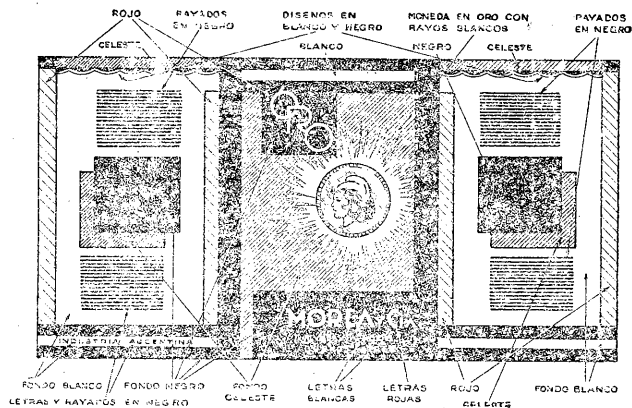 ROJO RAYADOS EN NEGRO DISEÑOS EN BLANCO Y NEGRO MONEDA EN ORO CON RAYOS BLANCOS RAYADOS EN NEGRO
CELESTE BLANCO NEGRO CELESTE
INDUSTRIA ARGENTINA
FONDO BLANCO FONDO NEGRO FONDO CELESTE LETRAS BLANCAS LETRAS ROJAS ROJO FONDO BLANCO
LETRAS Y RAYADOS EN NEGRO CELESTE